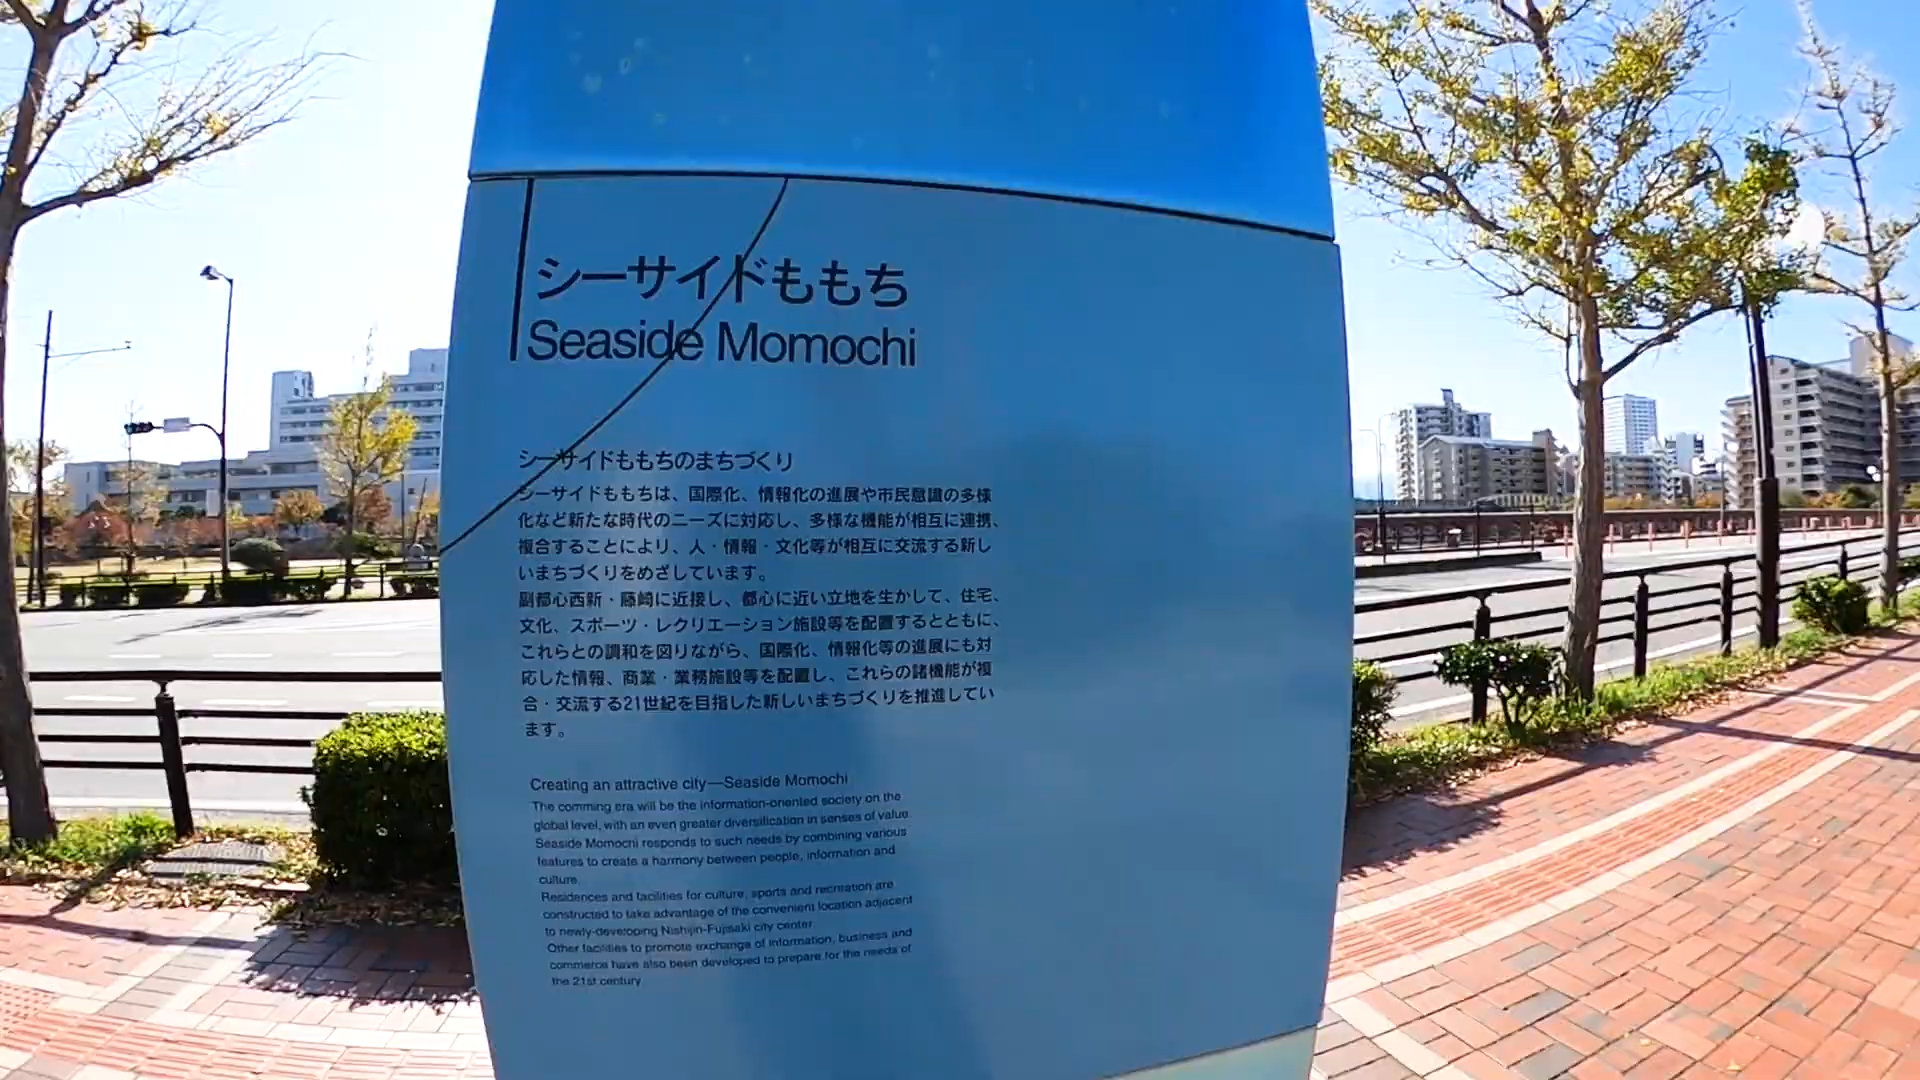 シーサイドももち
Seaside Momochi
シーサイドももちのまちづくり
シーサイドももちは、国際化、情報化の進展や市民意識の多様
化など新たな時代のニーズに対応し、多様な機能が相互に連携、
複合することにより、人・情報・文化等が相互に交流する新し
いまちづくりをめざしています。
副都心西新・藤崎に近接し、都心に近い立地を生かして、住宅、
文化、スポーツ・レクリエーション施設等を配置するとともに、
これらとの調和を図りながら、国際化、情報化等の進展にも対
応した情報、商業・業務施設等を配置し、これらの諸機能が複
合・交流する21世紀を目指した新しいまちづくりを推進してい
ます。
Creating an attractive city—Seaside Momochi
The comming era will be the information-oriented society on the
global level, with an even greater diversification in senses of value.
Seaside Momochi responds to such needs by combining various
features to create a harmony between people, information and
culture.
Residences and facilities for culture, sports and recreation are
constructed to take advantage of the convenient location adjacent
to newly-developing Nishijin-Fujisaki city center.
Other facilities to promote exchange of information, business and
commerce have also been developed to prepare for the needs of
the 21st century.